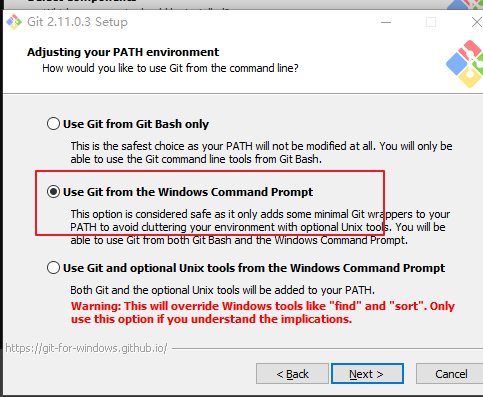 Git 2.11.0.3 Setup
Adjusting your PATH environment
How would you like to use Git from the command line?
Use Git from Git Bash only
This is the safest choice as your PATH will not be modified at all. You will only be
able to use the Git command line tools from Git Bash.
Use Git from the Windows Command Prompt
This option is considered safe as it only adds some minimal Git wrappers to your
PATH to avoid cluttering your environment with optional Unix tools. You will be
able to use Git from both Git Bash and the Windows Command Prompt.
Use Git and optional Unix tools from the Windows Command Prompt
Both Git and the optional Unix tools will be added to your PATH.
Warning: This will override Windows tools like "find" and "sort". Only
use this option if you understand the implications.
https://git-for-windows.github.io/
< Back
Next >
Cancel